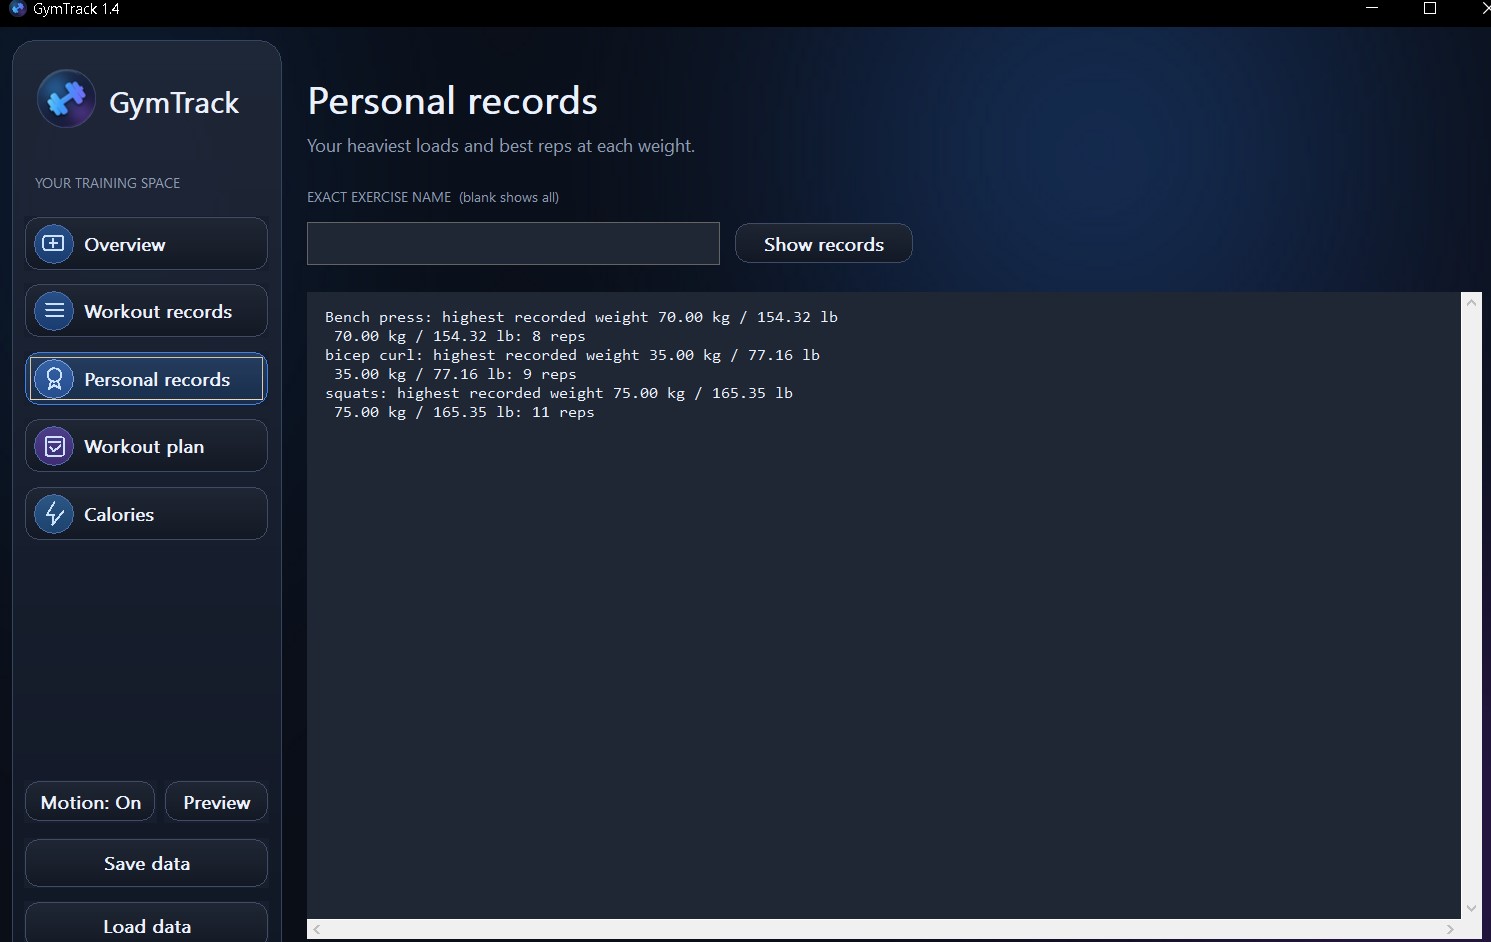 GymTrack 1.4
GymTrack
YOUR TRAINING SPACE
Overview
Workout records
Personal records
Workout plan
Calories
Motion: On
Preview
Save data
Load data
Personal records
Your heaviest loads and best reps at each weight.
EXACT EXERCISE NAME (blank shows all)
Show records
Bench press: highest recorded weight 70.00 kg / 154.32 lb
70.00 kg / 154.32 lb: 8 reps
bicep curl: highest recorded weight 35.00 kg / 77.16 lb
35.00 kg / 77.16 lb: 9 reps
squats: highest recorded weight 75.00 kg / 165.35 lb
75.00 kg / 165.35 lb: 11 reps